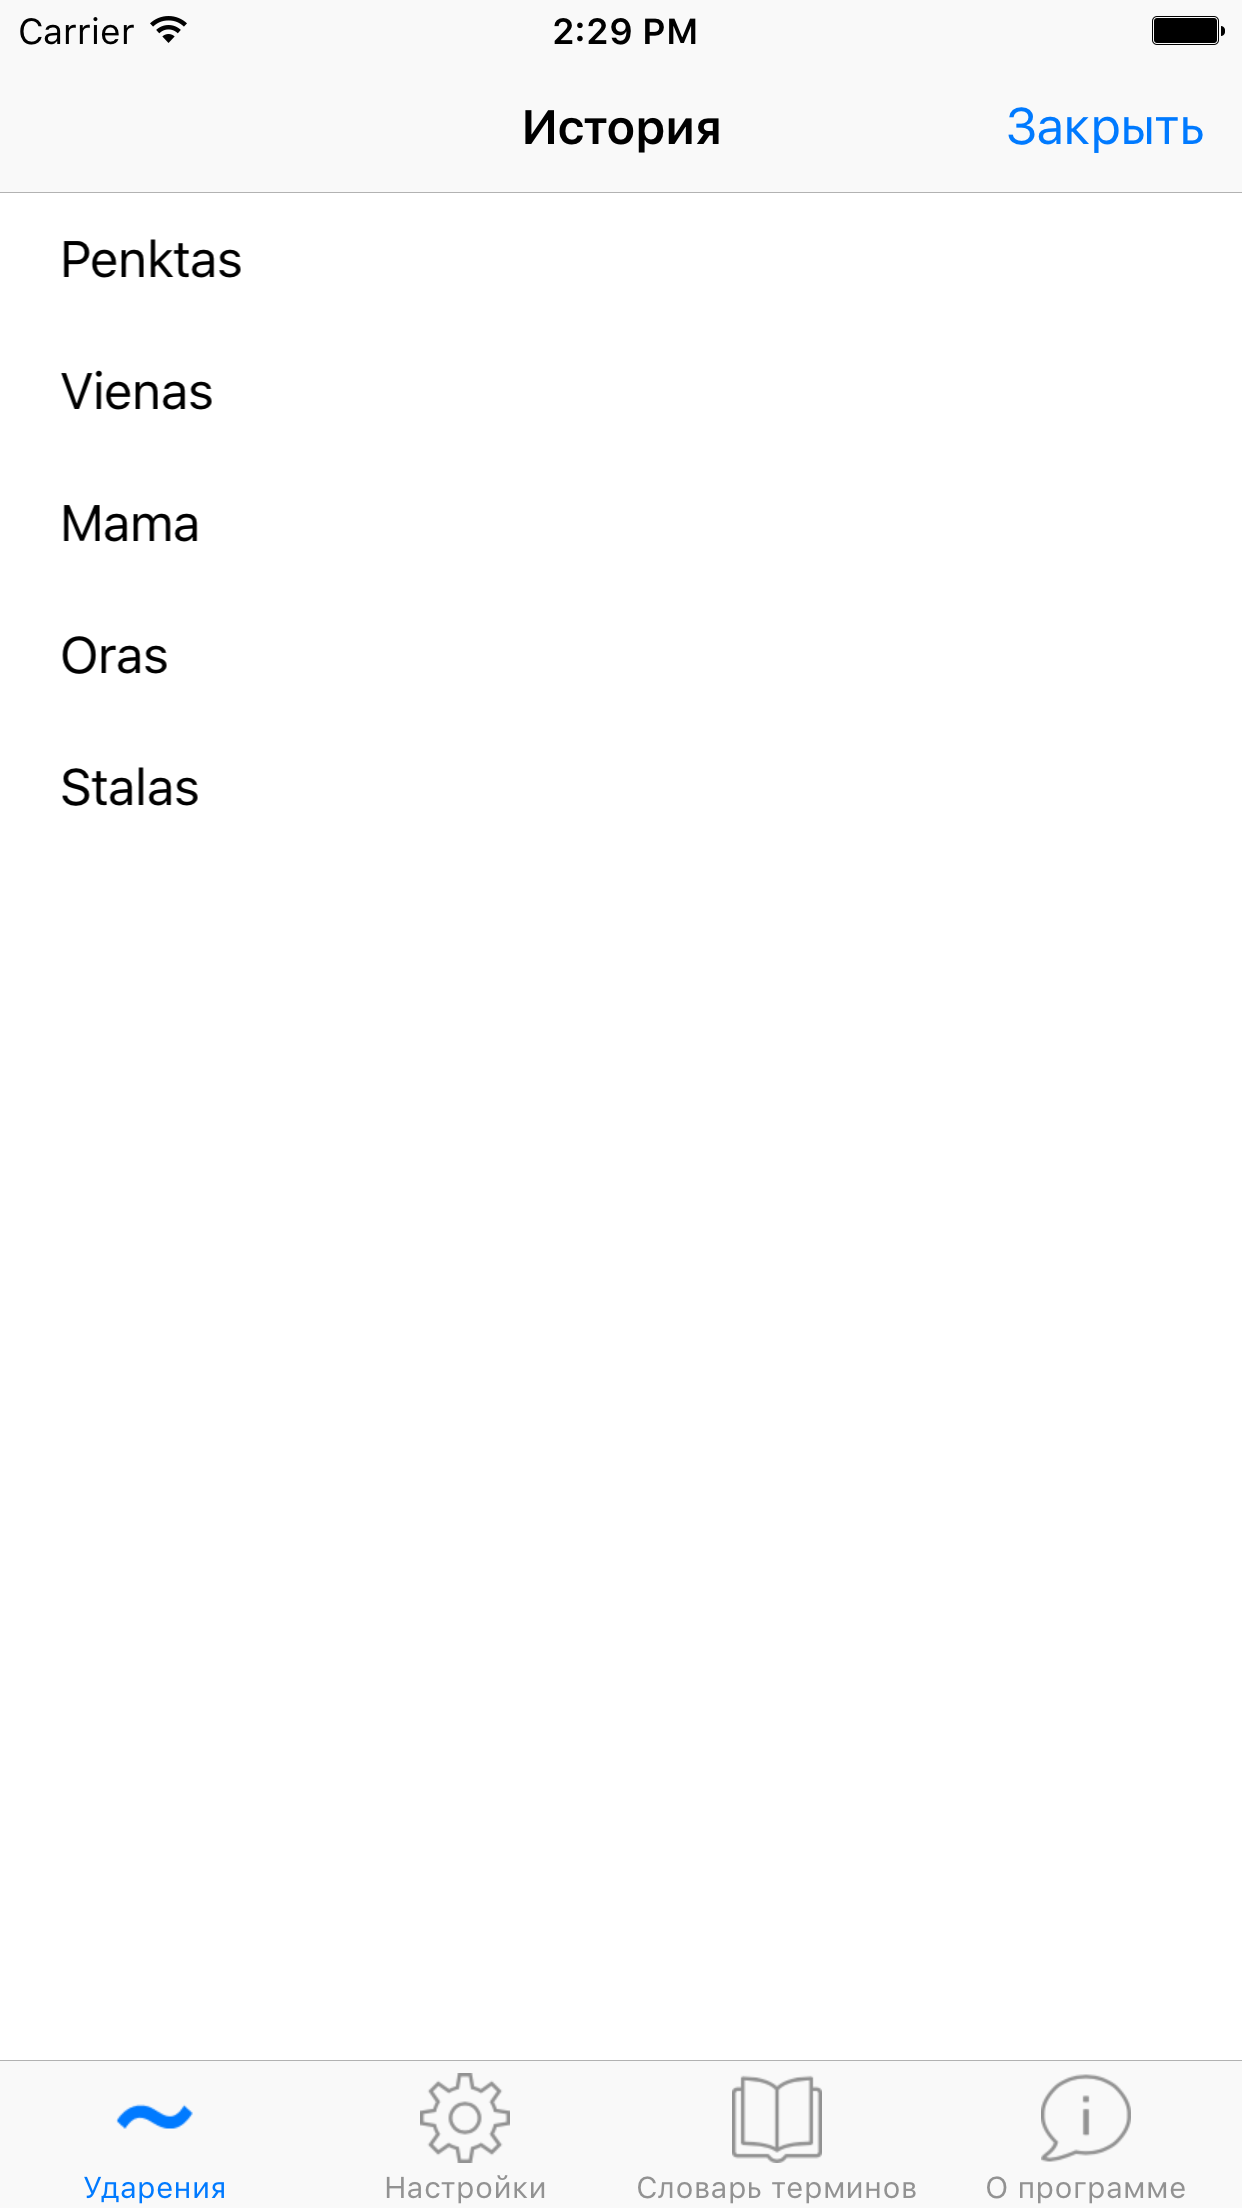 Carrier 2:29 PM
История Закрыть
Penktas
Vienas
Mama
Oras
Stalas
Ударения Настройки Словарь терминов О программе